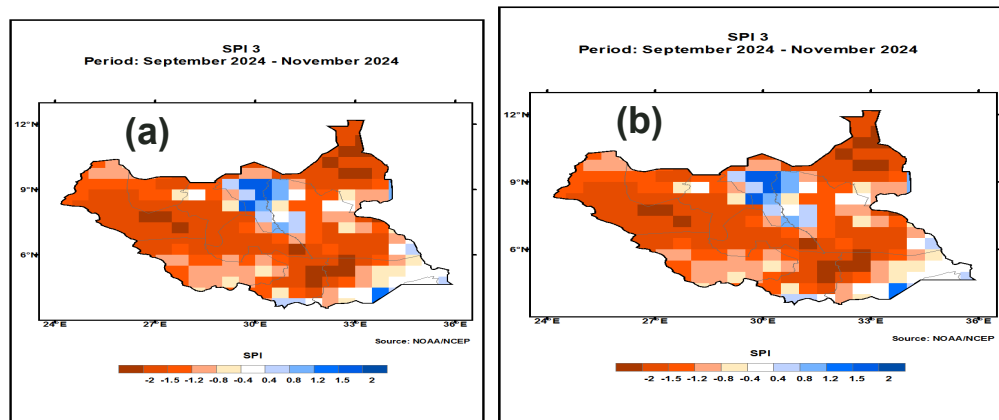 SPI 3
Period: September 2024 - November 2024
(a)
12°N
9°N
6°N
24°E 27°E 30°E 33°E 36°E
Source: NOAA/NCEP
SPI
-2 -1.5 -1.2 -0.8 -0.4 0.4 0.8 1.2 1.5 2
SPI 3
Period: September 2024 - November 2024
(b)
12°N
9°N
6°N
24°E 27°E 30°E 33°E 36°E
Source: NOAA/NCEP
SPI
-2 -1.5 -1.2 -0.8 -0.4 0.4 0.8 1.2 1.5 2